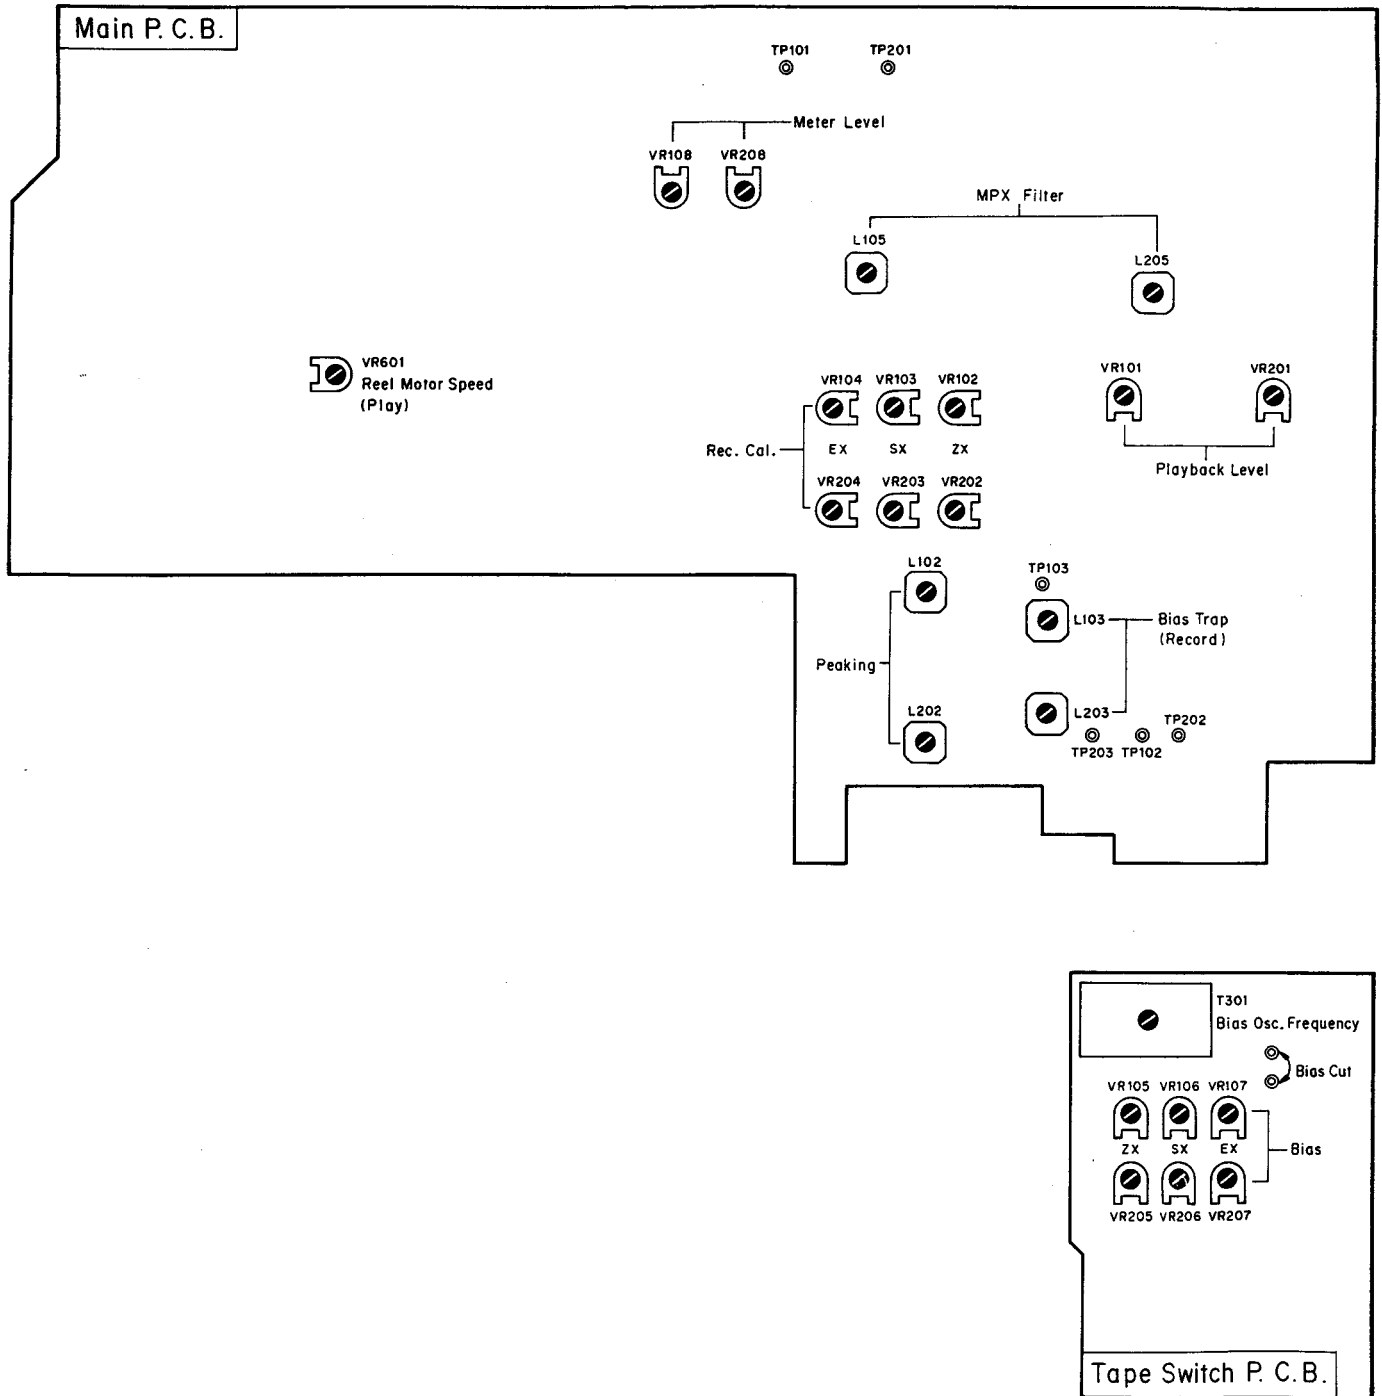 Main P. C. B.
TP101 TP201
Meter Level
VR108 VR208
MPX Filter
L105
L205
VR601
Reel Motor Speed
(Play)
VR104 VR103 VR102
VR101 VR201
Rec. Cal.
EX SX ZX
Playback Level
VR204 VR203 VR202
L102
TP103
L103
Bias Trap
(Record)
Peaking
L202
L203
TP202
TP203 TP102
T301
Bias Osc. Frequency
Bias Cut
VR105 VR106 VR107
ZX SX EX
Bias
VR205 VR206 VR207
Tape Switch P. C. B.